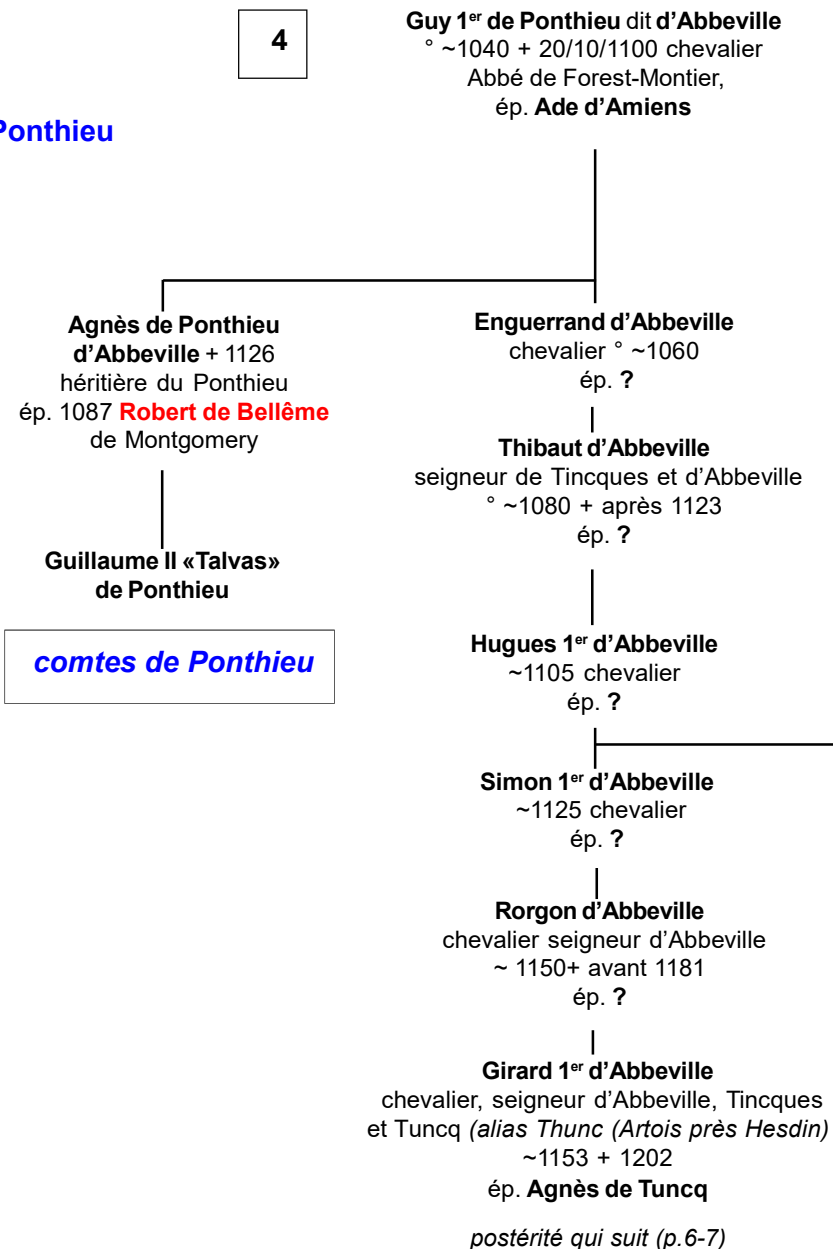 4
Guy 1er de Ponthieu dit d’Abbeville
° ~1040 + 20/10/1100 chevalier
Abbé de Forest-Montier,
ép. Ade d’Amiens
Ponthieu
Agnès de Ponthieu
d’Abbeville + 1126
héritière du Ponthieu
ép. 1087 Robert de Bellême
de Montgomery
Guillaume II «Talvas»
de Ponthieu
comtes de Ponthieu
Enguerrand d’Abbeville
chevalier ° ~1060
ép. ?
Thibaut d’Abbeville
seigneur de Tincques et d’Abbeville
° ~1080 + après 1123
ép. ?
Hugues 1er d’Abbeville
~1105 chevalier
ép. ?
Simon 1er d’Abbeville
~1125 chevalier
ép. ?
Rorgon d’Abbeville
chevalier seigneur d’Abbeville
~ 1150+ avant 1181
ép. ?
Girard 1er d’Abbeville
chevalier, seigneur d’Abbeville, Tincques
et Tuncq (alias Thunc (Artois près Hesdin)
~1153 + 1202
ép. Agnès de Tuncq
postérité qui suit (p.6-7)